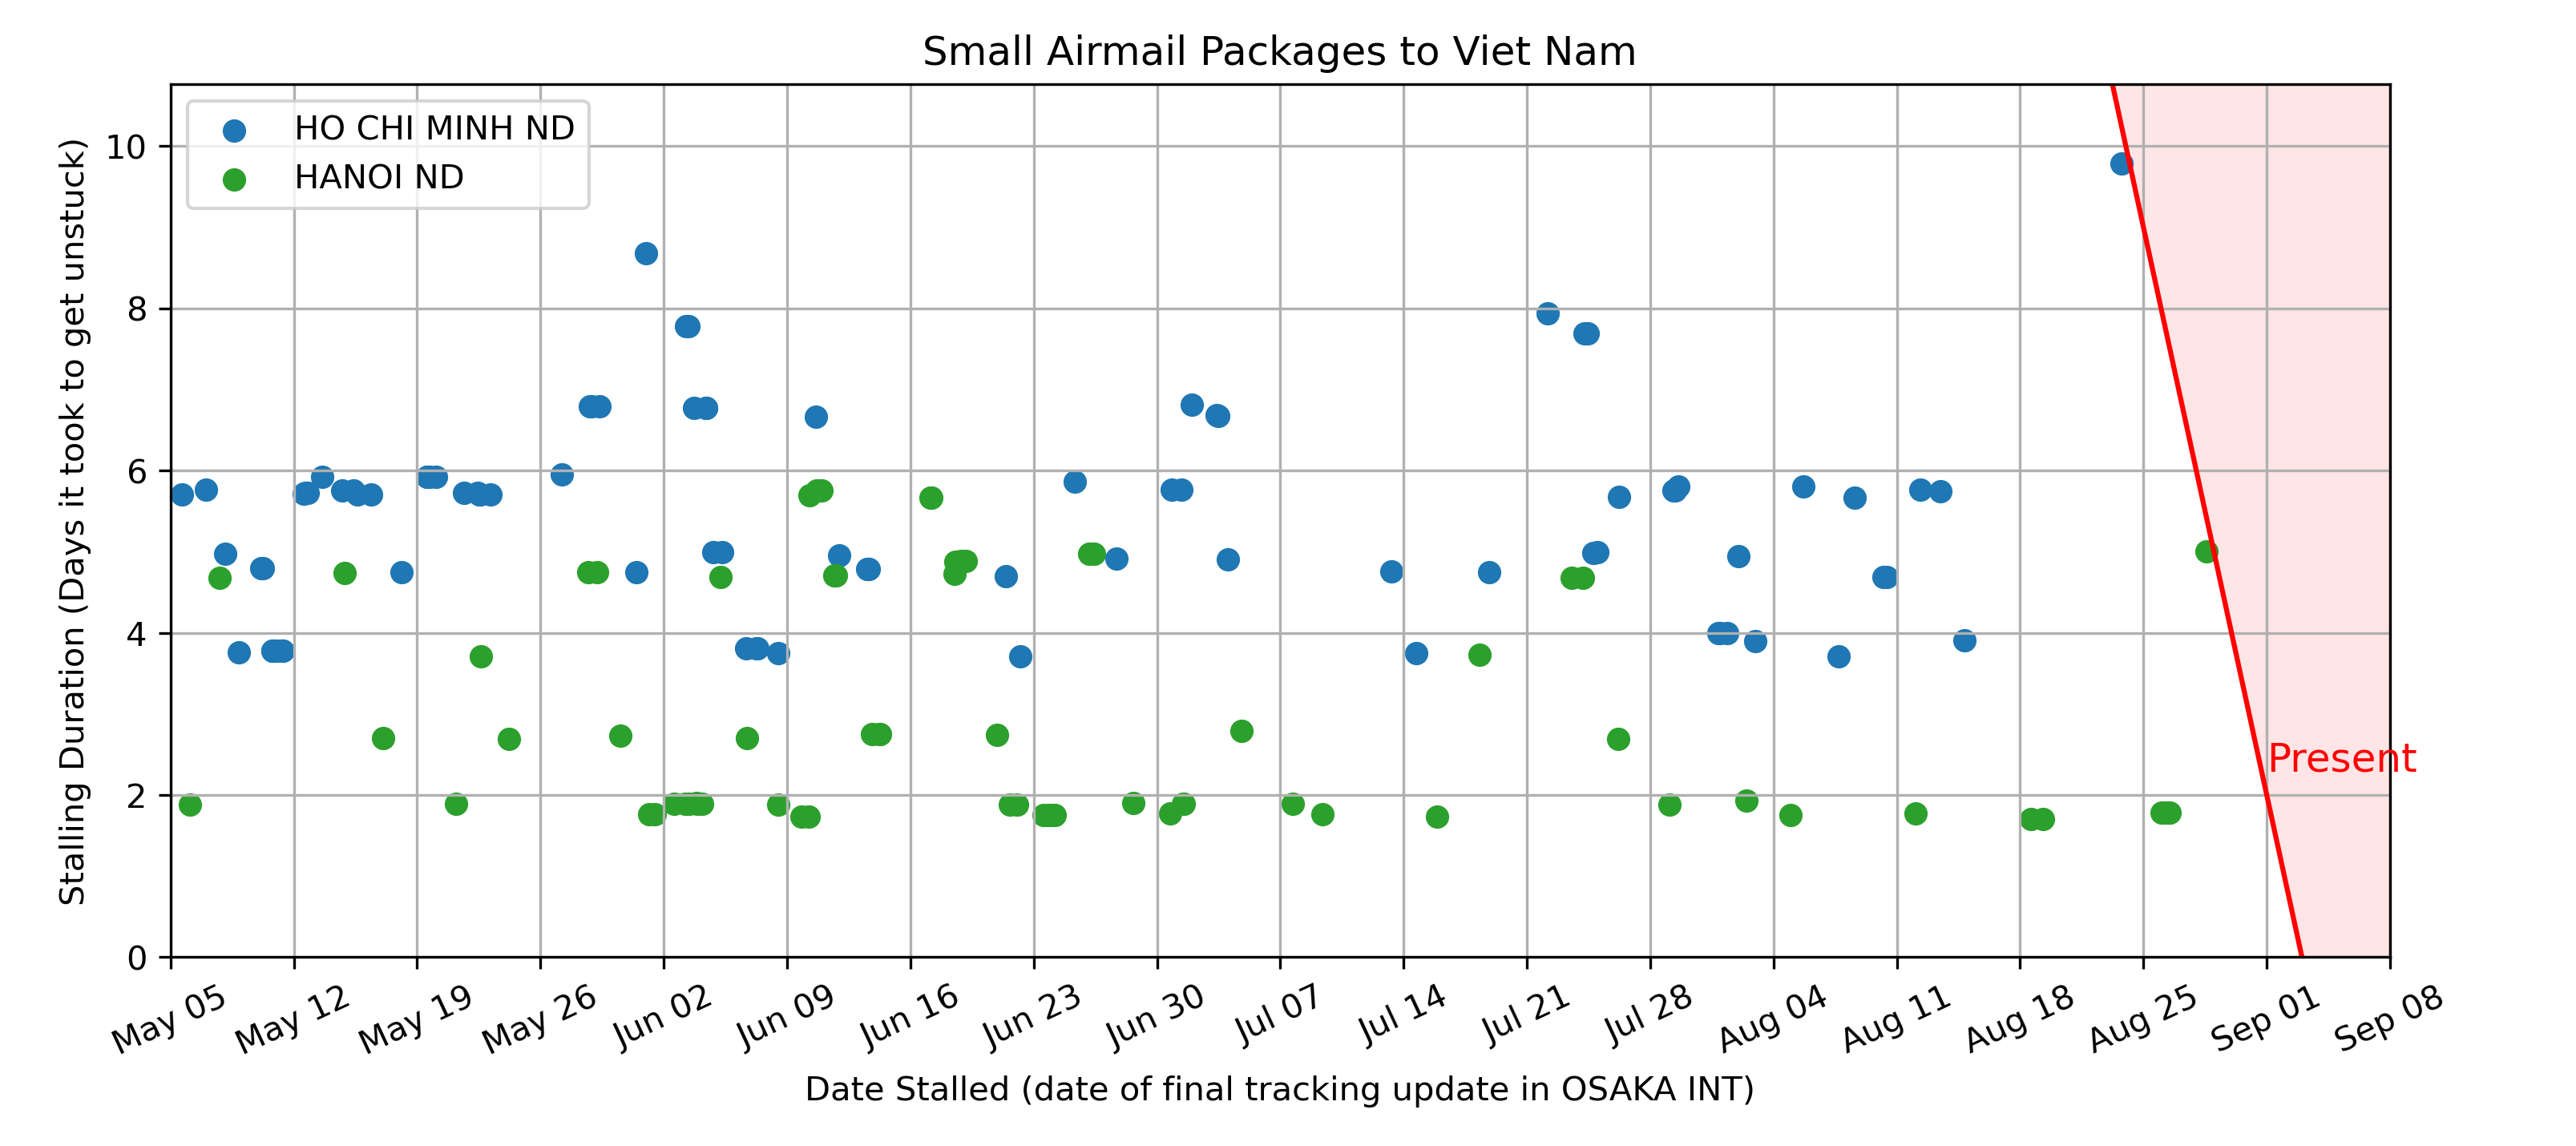 Small Airmail Packages to Viet Nam
HO CHI MINH ND
HANOI ND
Stalling Duration (Days it took to get unstuck)
10
8
6
4
2
0
Present
May 05
May 12
May 19
May 26
Jun 02
Jun 09
Jun 16
Jun 23
Jun 30
Jul 07
Jul 14
Jul 21
Jul 28
Aug 04
Aug 11
Aug 18
Aug 25
Sep 01
Sep 08
Date Stalled (date of final tracking update in OSAKA INT)